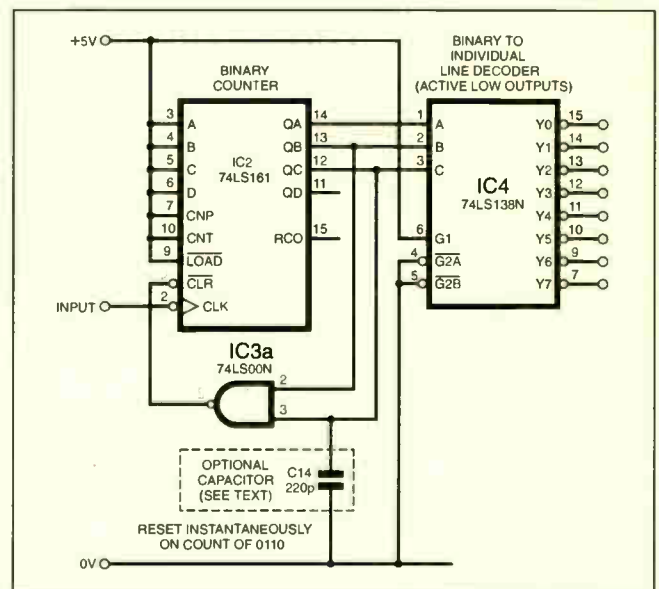 +5V
BINARY
COUNTER
BINARY TO
INDIVIDUAL
LINE DECODER
(ACTIVE LOW OUTPUTS)
3 A QA 14
4 B QB 13
5 C QC 12
6 D QD 11
7 CNP
10 CNT RCO 15
9 LOAD
CLR
INPUT 2 CLK
IC2
74LS161
1 A Y0 15
2 B Y1 14
3 C Y2 13
Y3 12
IC4
74LS138N
Y4 11
6 G1 Y5 10
4 G2A Y6 9
5 G2B Y7 7
IC3a
74LS00N
2
3
OPTIONAL
CAPACITOR
(SEE TEXT)
C14
220p
RESET INSTANTANEOUSLY
ON COUNT OF 0110
0V